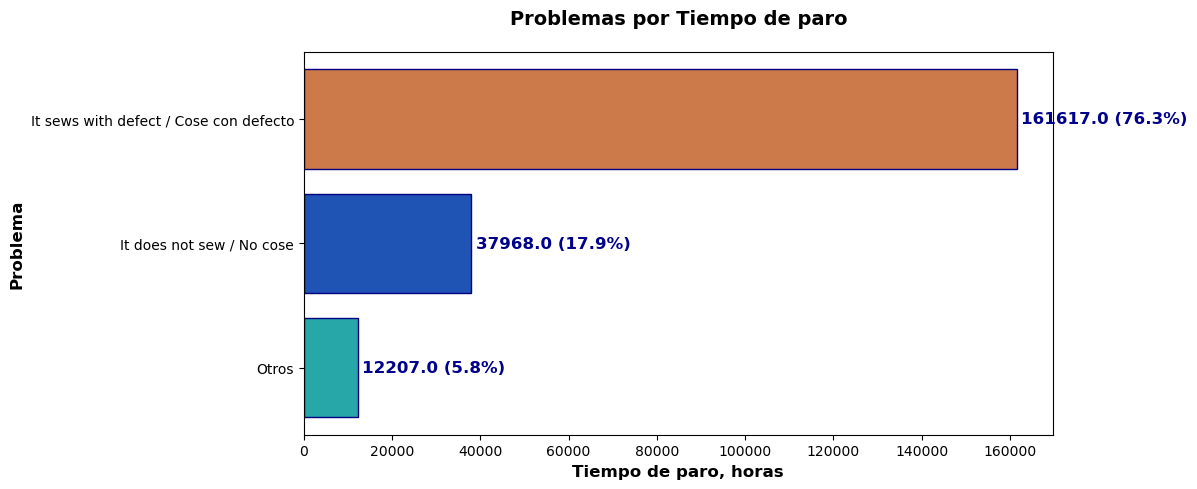 Problemas por Tiempo de paro
It sews with defect / Cose con defecto
161617.0 (76.3%)
It does not sew / No cose
37968.0 (17.9%)
Otros
12207.0 (5.8%)
Problema
0 20000 40000 60000 80000 100000 120000 140000 160000
Tiempo de paro, horas